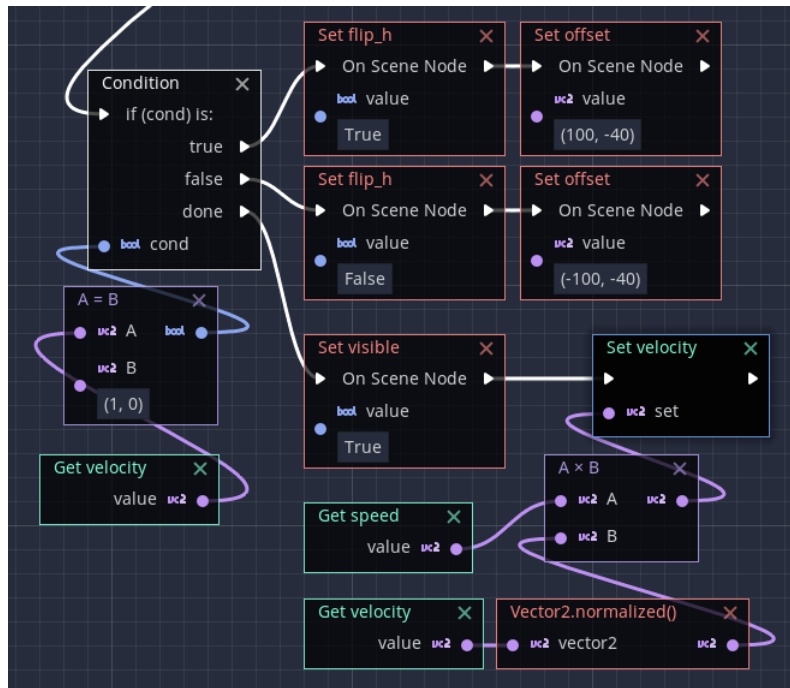 Condition
if (cond) is:
true
false
done
bool cond
Set flip_h
On Scene Node
bool value
True
Set offset
On Scene Node
vc2 value
(100, -40)
Set flip_h
On Scene Node
bool value
False
Set offset
On Scene Node
vc2 value
(-100, -40)
A = B
vc2 A bool
vc2 B
(1, 0)
Get velocity
value vc2
Set visible
On Scene Node
bool value
True
Set velocity
vc2 set
A × B
vc2 A vc2
vc2 B
Get speed
value vc2
Get velocity
value vc2
Vector2.normalized()
vc2 vector2 vc2